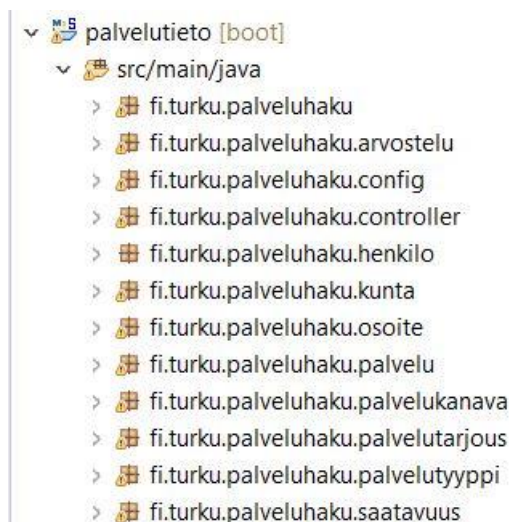 palvelutieto [boot]
src/main/java
fi.turku.palveluhaku
fi.turku.palveluhaku.arvostelu
fi.turku.palveluhaku.config
fi.turku.palveluhaku.controller
fi.turku.palveluhaku.henkilo
fi.turku.palveluhaku.kunta
fi.turku.palveluhaku.osoite
fi.turku.palveluhaku.palvelu
fi.turku.palveluhaku.palvelukanava
fi.turku.palveluhaku.palvelutarjous
fi.turku.palveluhaku.palvelutyyppi
fi.turku.palveluhaku.saatavuus